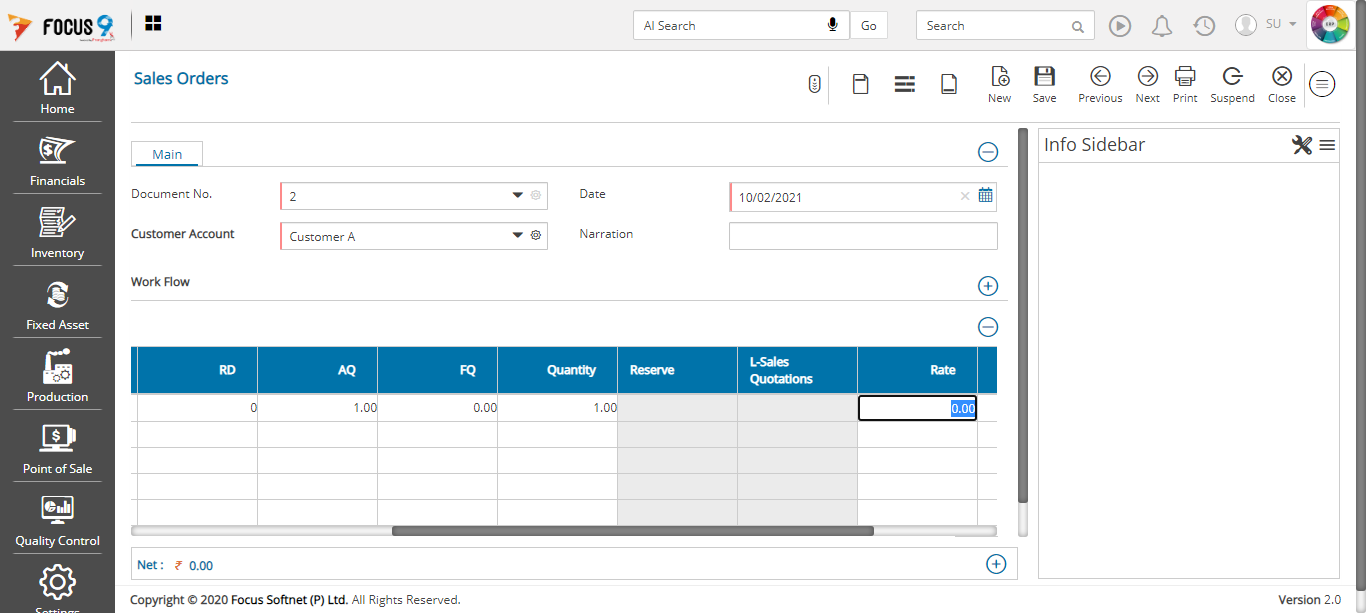 FOCUS 9
AI Search
Go
Search
SU
Home
Financials
Inventory
Fixed Asset
Production
Point of Sale
Quality Control
Settings
Sales Orders
New
Save
Previous
Next
Print
Suspend
Close
Main
Document No.
2
Date
10/02/2021
Customer Account
Customer A
Narration
Work Flow
RD
AQ
FQ
Quantity
Reserve
L-Sales
Quotations
Rate
0
1.00
0.00
1.00
0.00
Net : ₹ 0.00
Info Sidebar
Copyright © 2020 Focus Softnet (P) Ltd. All Rights Reserved.
Version 2.0